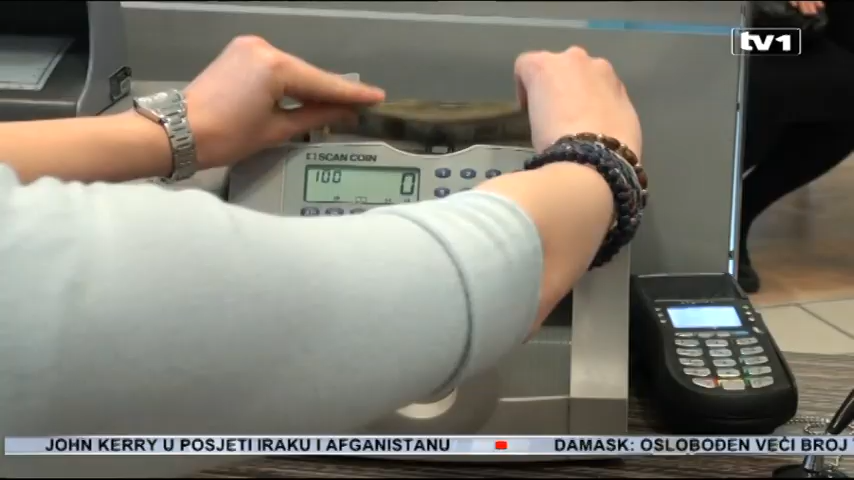 tv1
SCAN COIN
100 0
JOHN KERRY U POSJETI IRAKU I AFGANISTANU DAMASK: OSLOBOĐEN VEĆI BROJ